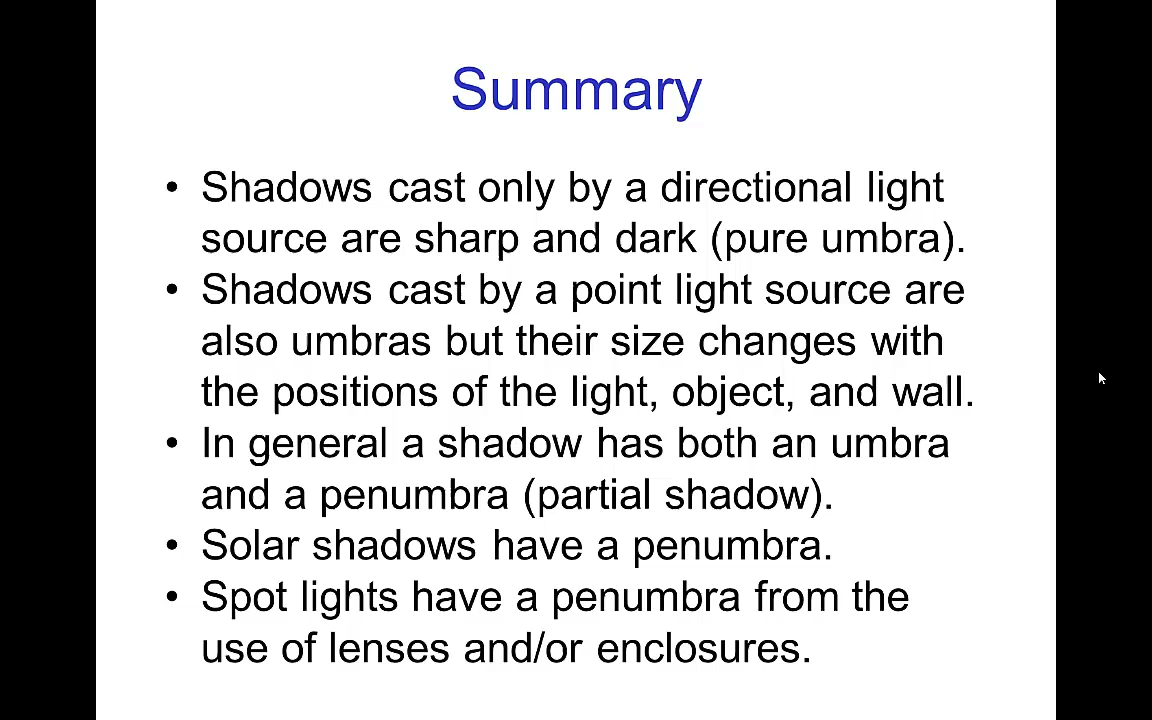 Summary
• Shadows cast only by a directional light
source are sharp and dark (pure umbra).
• Shadows cast by a point light source are
also umbras but their size changes with
the positions of the light, object, and wall.
• In general a shadow has both an umbra
and a penumbra (partial shadow).
• Solar shadows have a penumbra.
• Spot lights have a penumbra from the
use of lenses and/or enclosures.